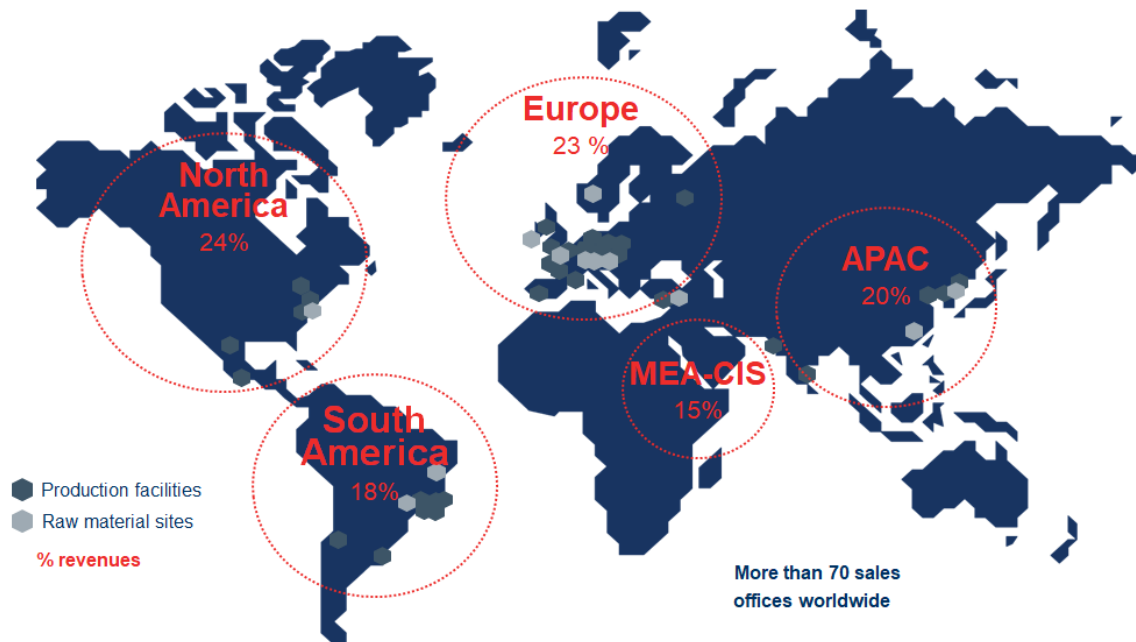 Europe
23 %
North
America
24%
APAC
20%
MEA-CIS
15%
South
America
18%
Production facilities
Raw material sites
% revenues
More than 70 sales
offices worldwide